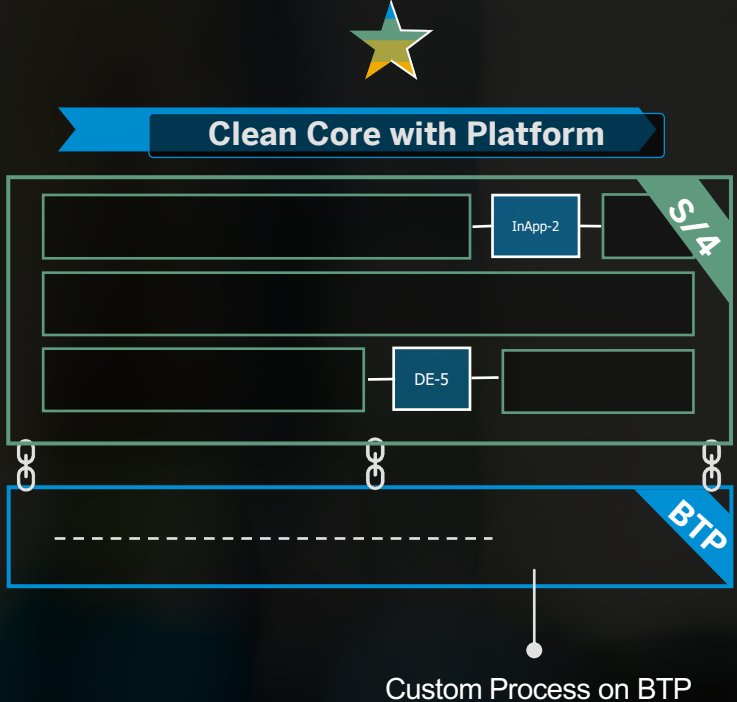 Clean Core with Platform
S/4
InApp-2
DE-5
BTP
Custom Process on BTP